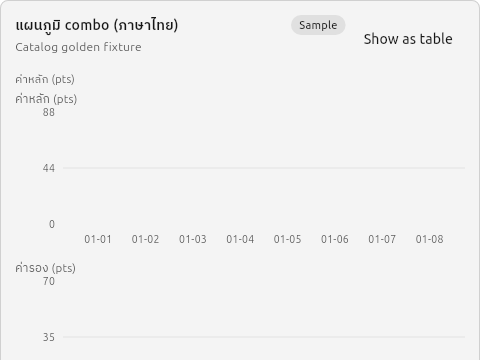 แผนภูมิ combo (ภาษาไทย)
Sample
Show as table
Catalog golden fixture
ค่าหลัก (pts)
ค่าหลัก (pts)
88
44
0
01-01 01-02 01-03 01-04 01-05 01-06 01-07 01-08
ค่ารอง (pts)
70
35